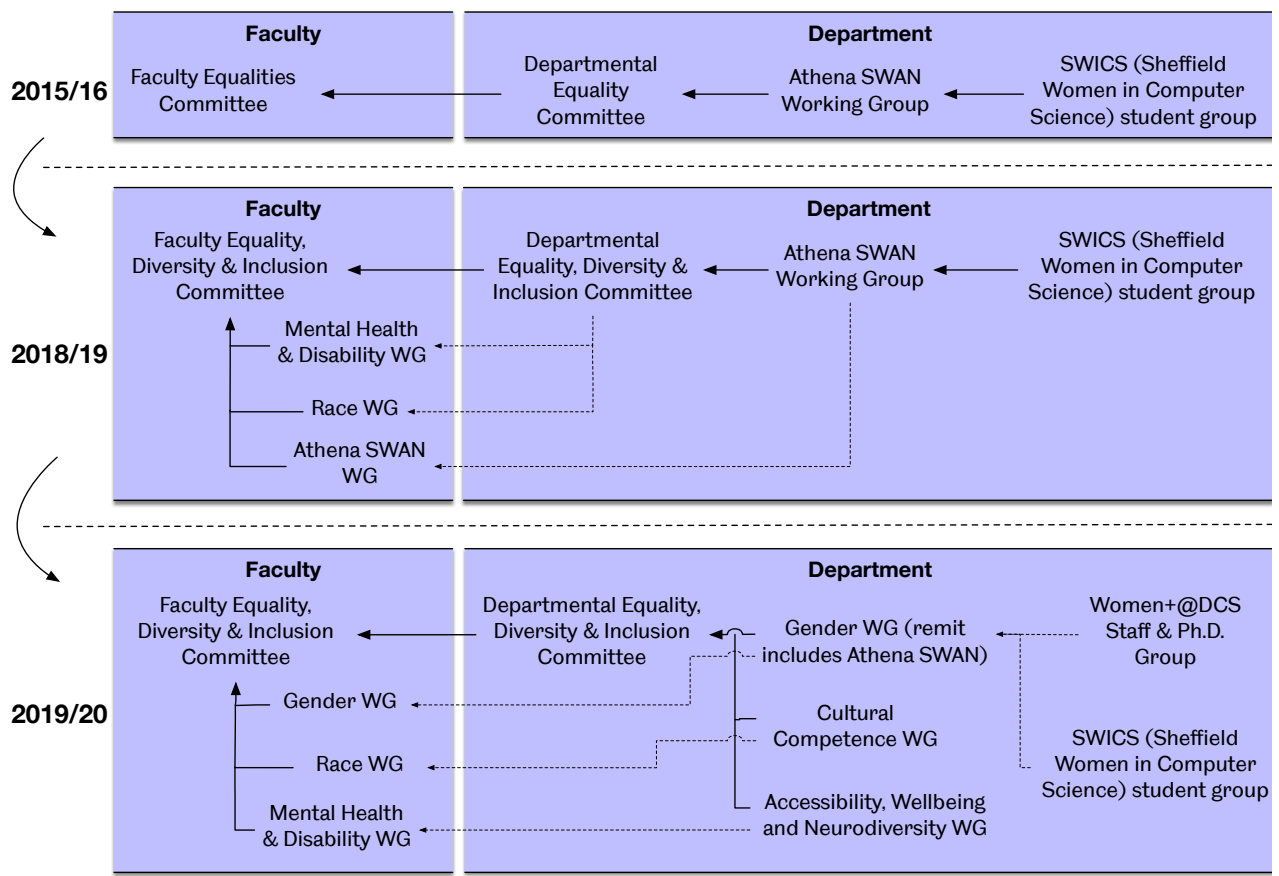 Faculty
Department
2015/16
Faculty Equalities
Committee
Departmental
Equality
Committee
Athena SWAN
Working Group
SWICS (Sheffield
Women in Computer
Science) student group
Faculty
Department
2018/19
Faculty Equality,
Diversity & Inclusion
Committee
Departmental
Equality, Diversity &
Inclusion Committee
Athena SWAN
Working Group
SWICS (Sheffield
Women in Computer
Science) student group
Mental Health
& Disability WG
Race WG
Athena SWAN
WG
Faculty
Department
2019/20
Faculty Equality,
Diversity & Inclusion
Committee
Departmental Equality,
Diversity & Inclusion
Committee
Gender WG (remit
includes Athena SWAN)
Women+@DCS
Staff & Ph.D.
Group
Gender WG
Cultural
Competence WG
Race WG
SWICS (Sheffield
Women in Computer
Science) student group
Mental Health
& Disability WG
Accessibility, Wellbeing
and Neurodiversity WG